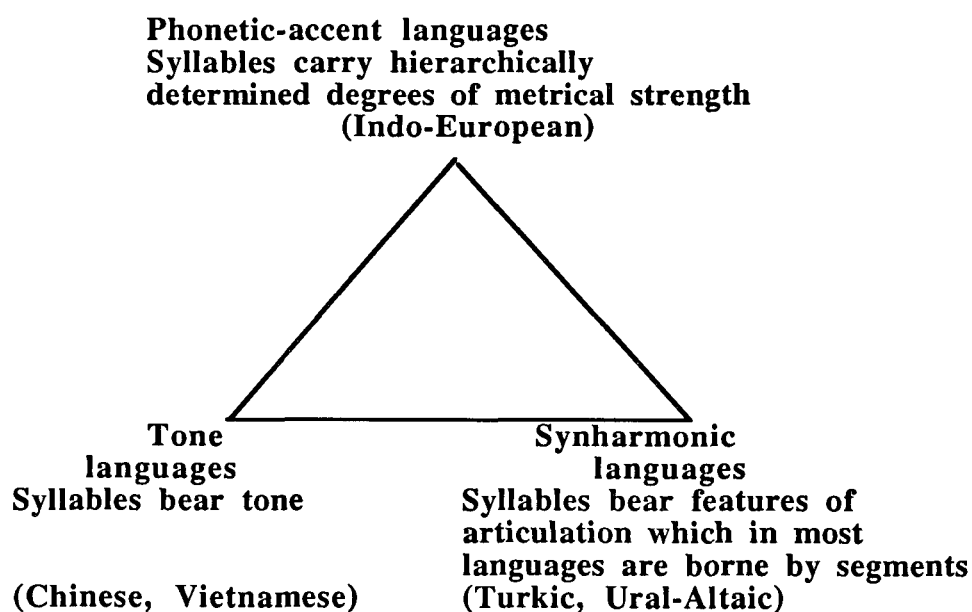 Phonetic-accent languages
Syllables carry hierarchically
determined degrees of metrical strength
(Indo-European)
Tone
languages
Syllables bear tone
(Chinese, Vietnamese)
Synharmonic
languages
Syllables bear features of
articulation which in most
languages are borne by segments
(Turkic, Ural-Altaic)